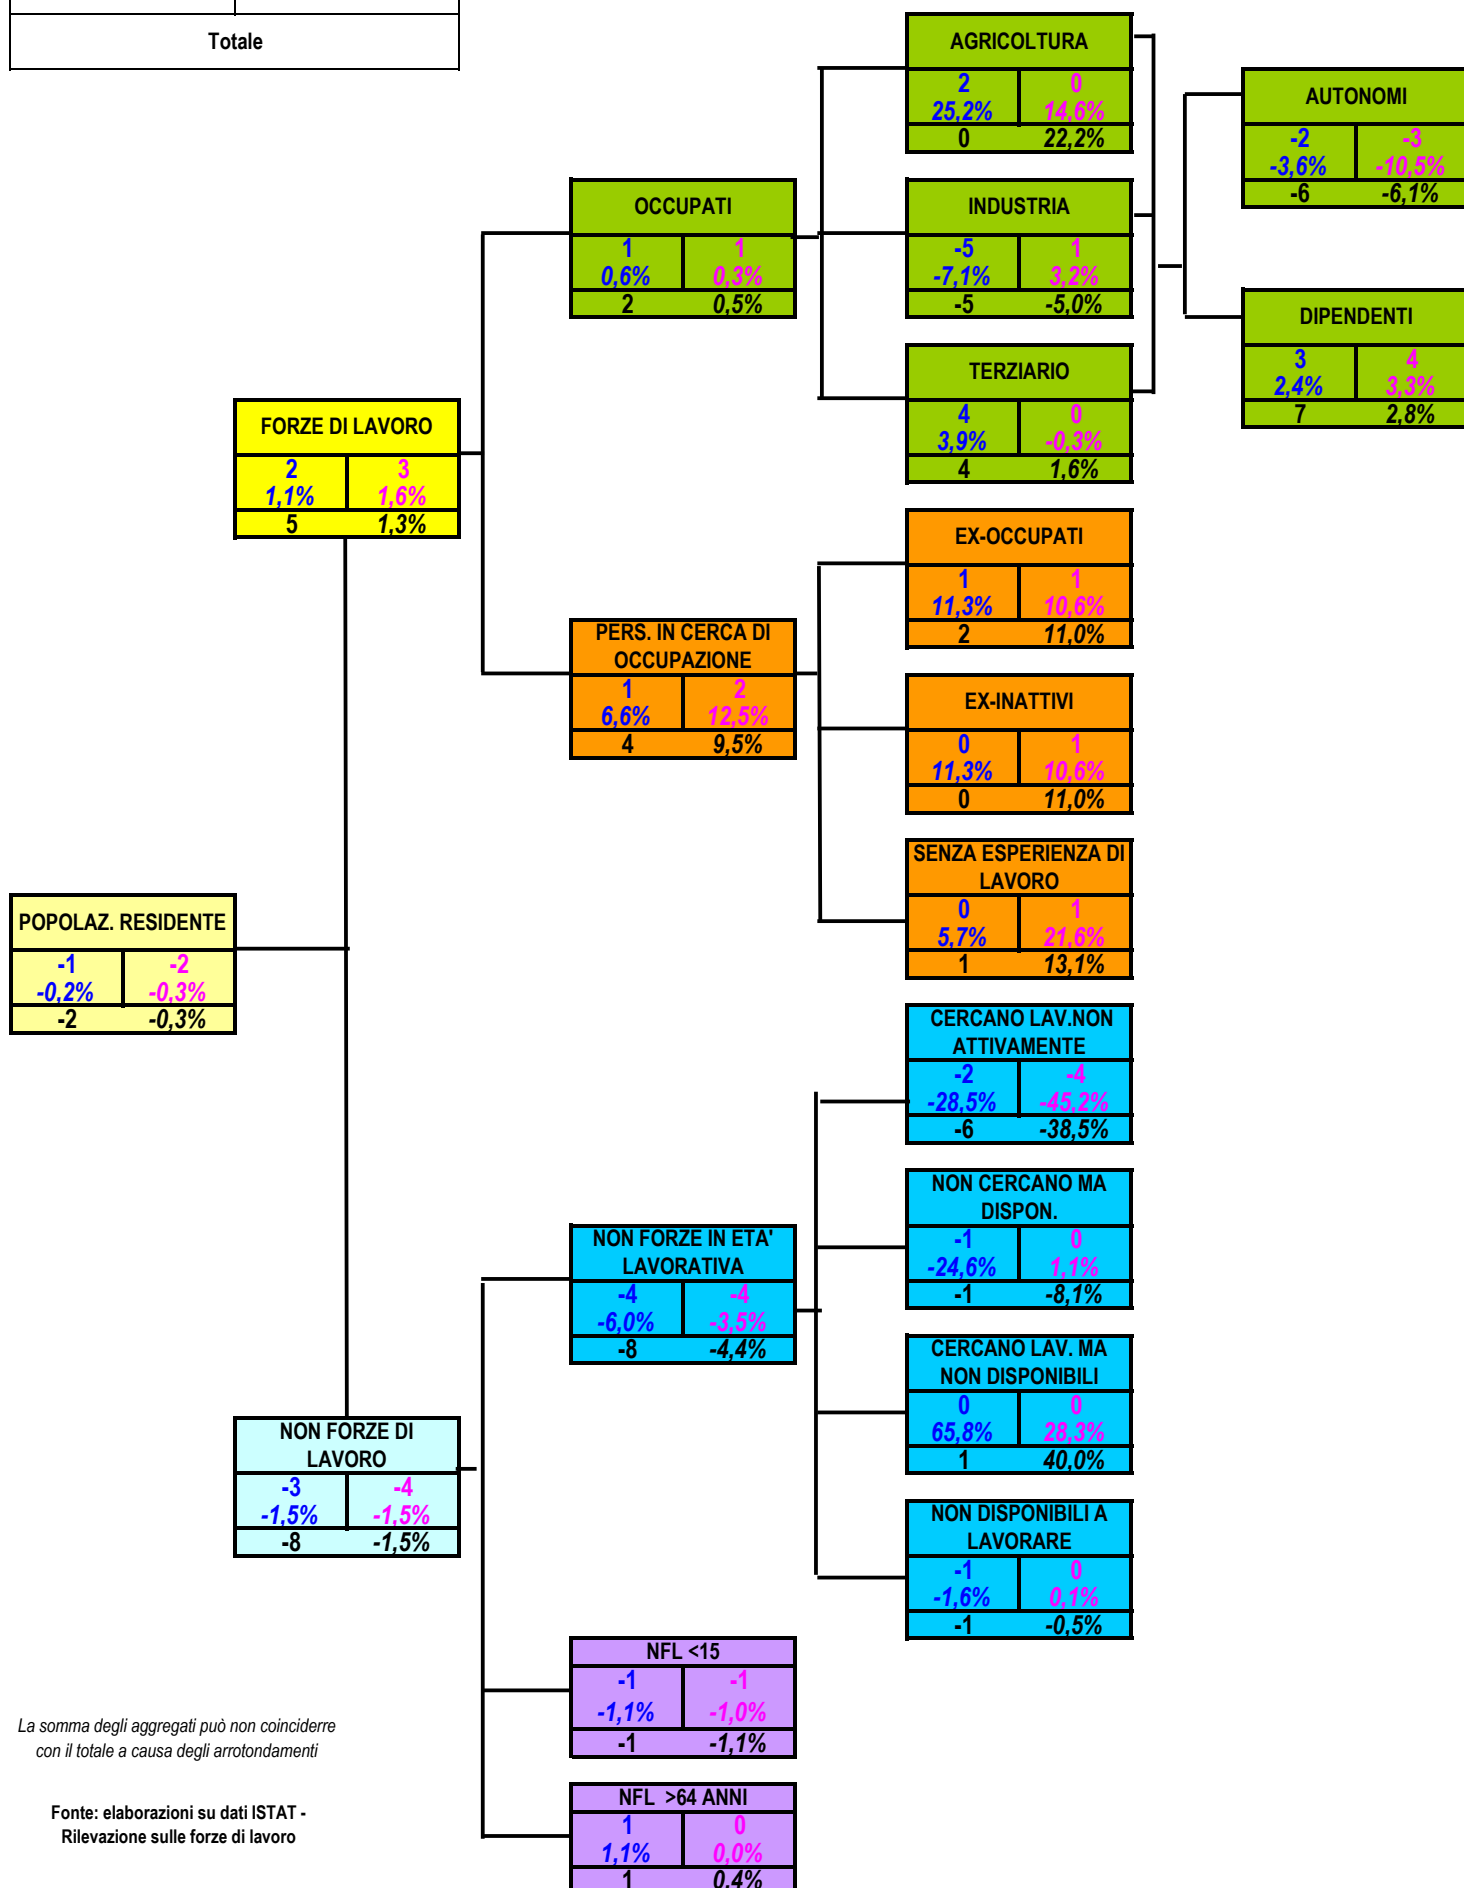 Totale
AGRICOLTURA
2 0
25,2% 14,6%
0 22,2%
AUTONOMI
-2 -3
-3,6% -10,5%
-6 -6,1%
OCCUPATI
1 1
0,6% 0,3%
2 0,5%
INDUSTRIA
-5 1
-7,1% 3,2%
-5 -5,0%
DIPENDENTI
3 4
2,4% 3,3%
7 2,8%
TERZIARIO
4 0
3,9% -0,3%
4 1,6%
FORZE DI LAVORO
2 3
1,1% 1,6%
5 1,3%
EX-OCCUPATI
1 1
11,3% 10,6%
2 11,0%
PERS. IN CERCA DI
OCCUPAZIONE
1 2
6,6% 12,5%
4 9,5%
EX-INATTIVI
0 1
11,3% 10,6%
0 11,0%
SENZA ESPERIENZA DI
LAVORO
0 1
5,7% 21,6%
1 13,1%
POPOLAZ. RESIDENTE
-1 -2
-0,2% -0,3%
-2 -0,3%
CERCANO LAV.NON
ATTIVAMENTE
-2 -4
-28,5% -45,2%
-6 -38,5%
NON CERCANO MA
DISPON.
-1 0
-24,6% 1,1%
-1 -8,1%
NON FORZE IN ETA'
LAVORATIVA
-4 -4
-6,0% -3,5%
-8 -4,4%
CERCANO LAV. MA
NON DISPONIBILI
0 0
65,8% 28,3%
1 40,0%
NON FORZE DI
LAVORO
-3 -4
-1,5% -1,5%
-8 -1,5%
NON DISPONIBILI A
LAVORARE
-1 0
-1,6% 0,1%
-1 -0,5%
NFL <15
-1 -1
-1,1% -1,0%
-1 -1,1%
La somma degli aggregati può non coinciderre
con il totale a causa degli arrotondamenti
NFL >64 ANNI
1 0
1,1% 0,0%
1 0,4%
Fonte: elaborazioni su dati ISTAT -
Rilevazione sulle forze di lavoro